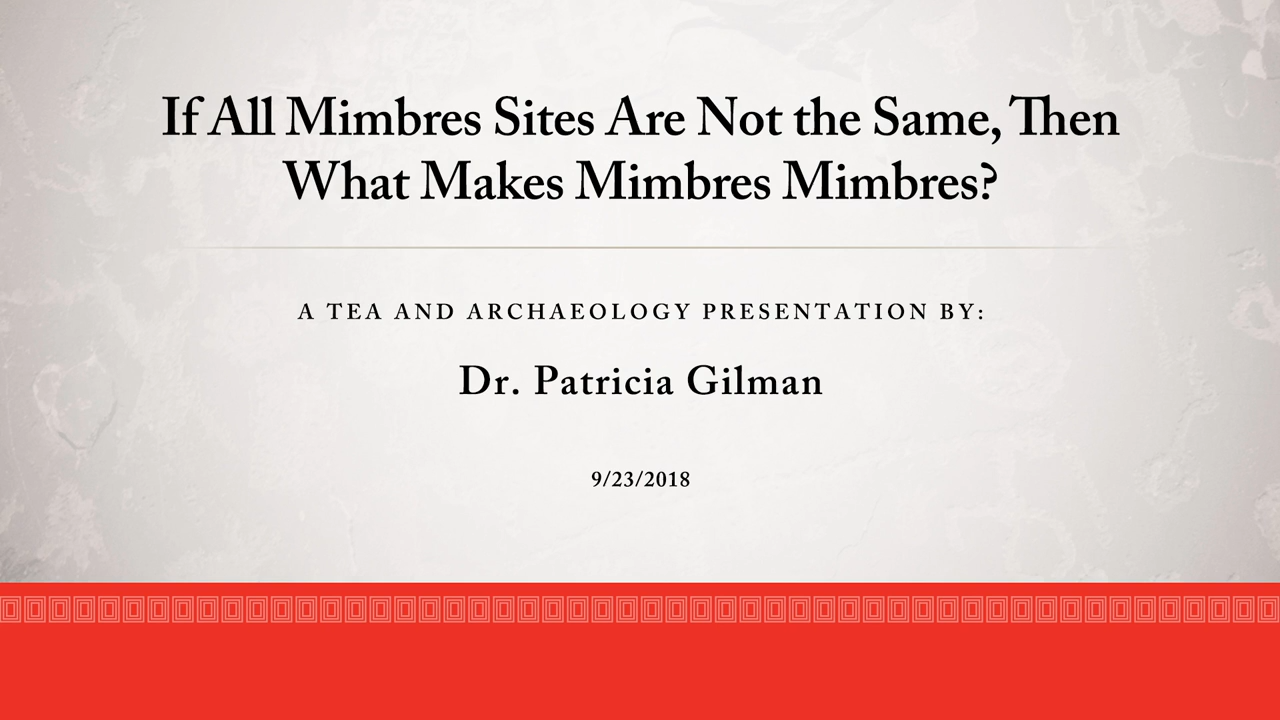 If All Mimbres Sites Are Not the Same, Then
What Makes Mimbres Mimbres?
A TEA AND ARCHAEOLOGY PRESENTATION BY:
Dr. Patricia Gilman
9/23/2018